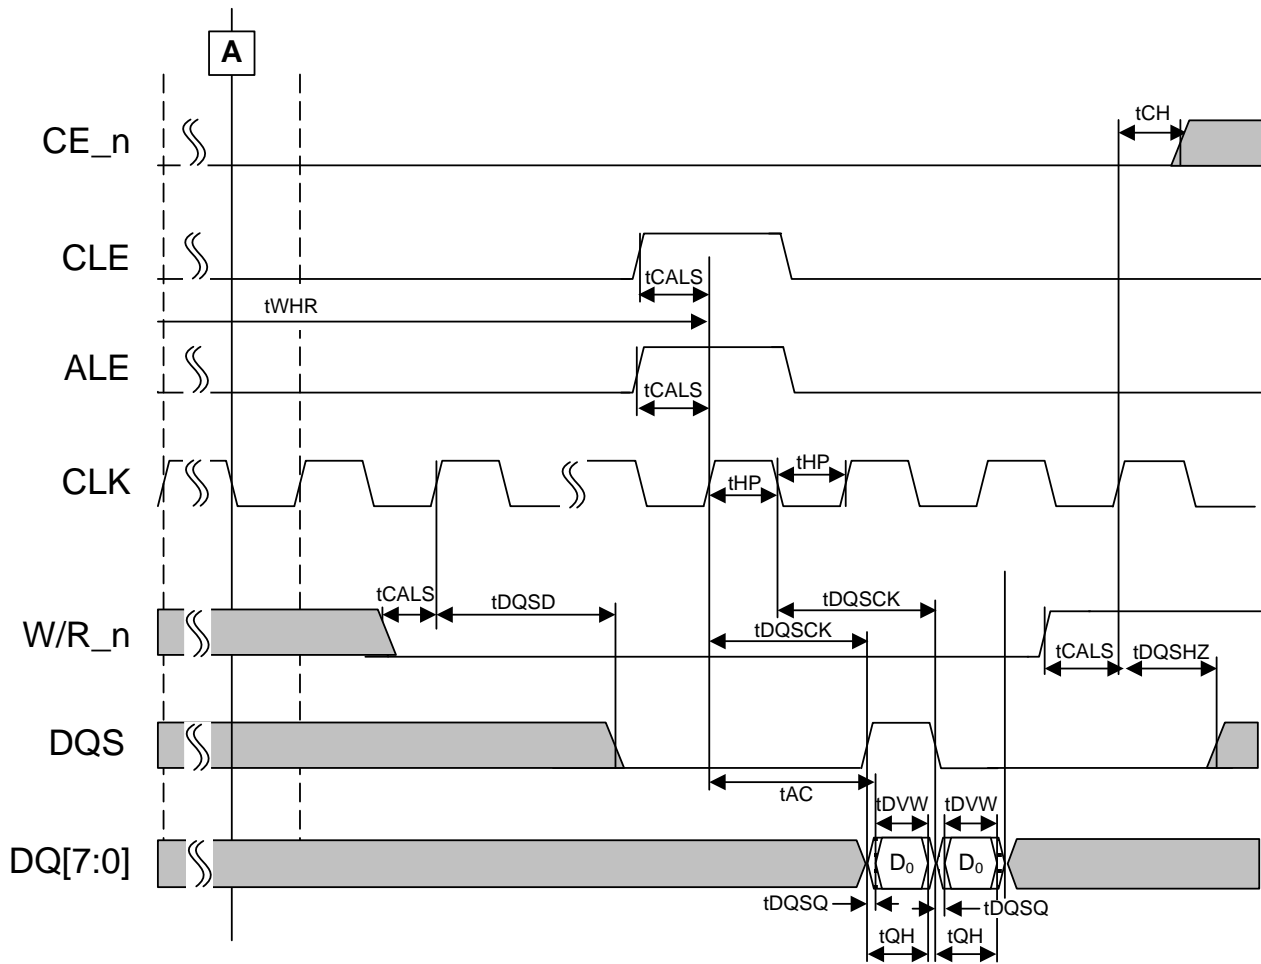 A
CE_n
tCH
CLE
tCALS
tWHR
ALE
tCALS
CLK
tHP
tHP
tCALS
tDQSD
tDQSCK
W/R_n
tDQSCK
tCALS
tDQSHZ
DQS
tAC
tDVW
tDVW
DQ[7:0]
D₀
D₀
tDQSQ
tDQSQ
tQH
tQH